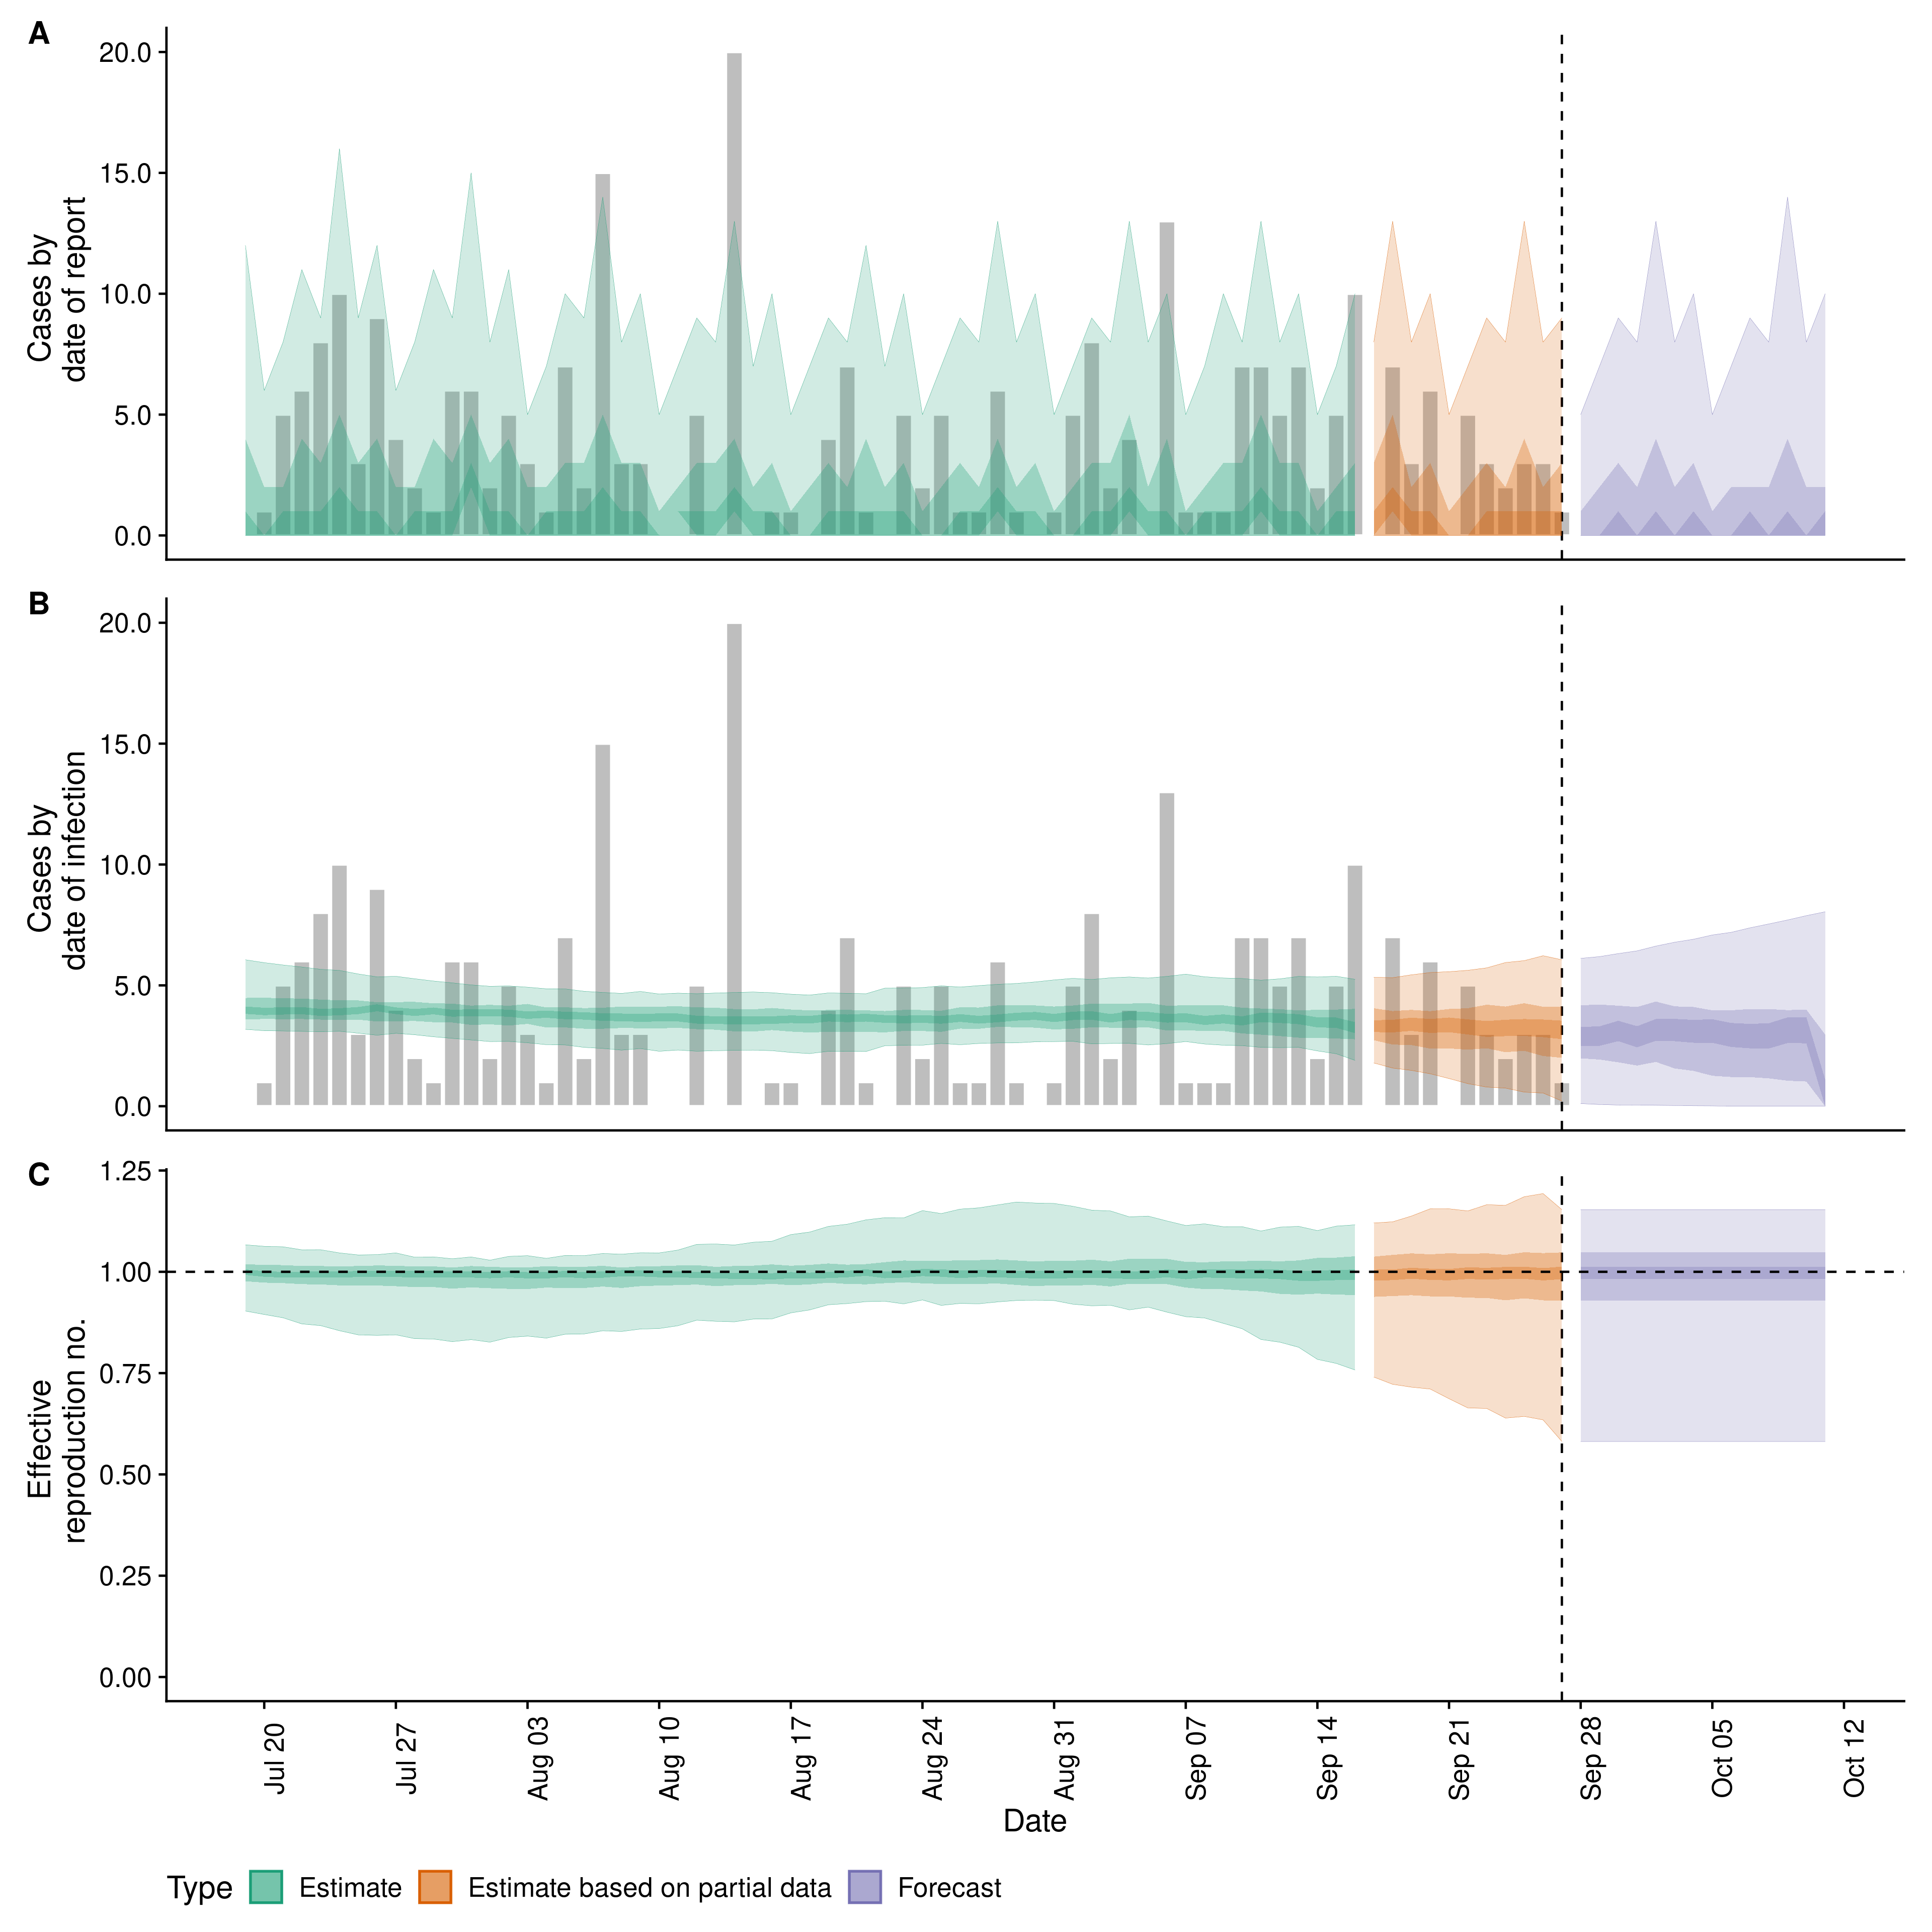 A
20.0
15.0
10.0
5.0
0.0
Cases by
date of report
B
20.0
15.0
10.0
5.0
0.0
Cases by
date of infection
C
1.25
1.00
0.75
0.50
0.25
0.00
Effective
reproduction no.
Jul 20
Jul 27
Aug 03
Aug 10
Aug 17
Aug 24
Aug 31
Sep 07
Sep 14
Sep 21
Sep 28
Oct 05
Oct 12
Date
Type Estimate Estimate based on partial data Forecast